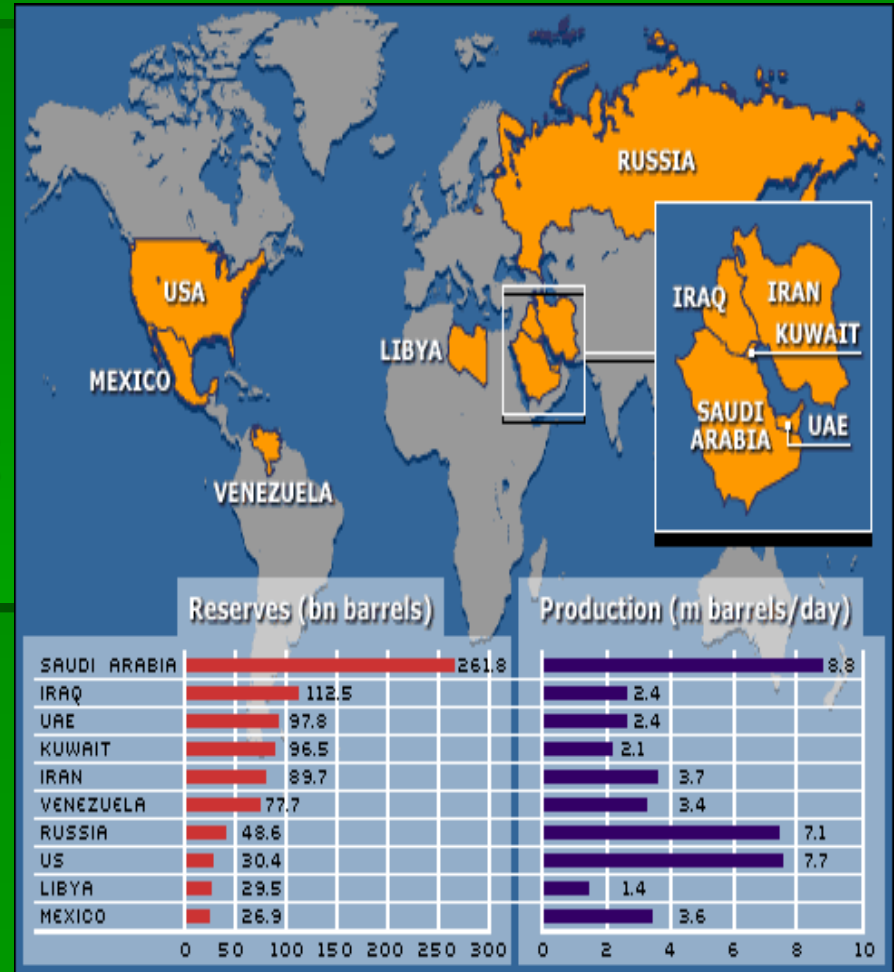 RUSSIA
USA
IRAQ
IRAN
KUWAIT
LIBYA
MEXICO
SAUDI
ARABIA
UAE
VENEZUELA
Reserves (bn barrels)
Production (m barrels/day)
SAUDI ARABIA 261.8 8.8
IRAQ 112.5 2.4
UAE 97.8 2.4
KUWAIT 96.5 2.1
IRAN 89.7 3.7
VENEZUELA 77.7 3.4
RUSSIA 48.6 7.1
US 30.4 7.7
LIBYA 29.5 1.4
MEXICO 26.9 3.6
0 50 100 150 200 250 300 0 2 4 6 8 10